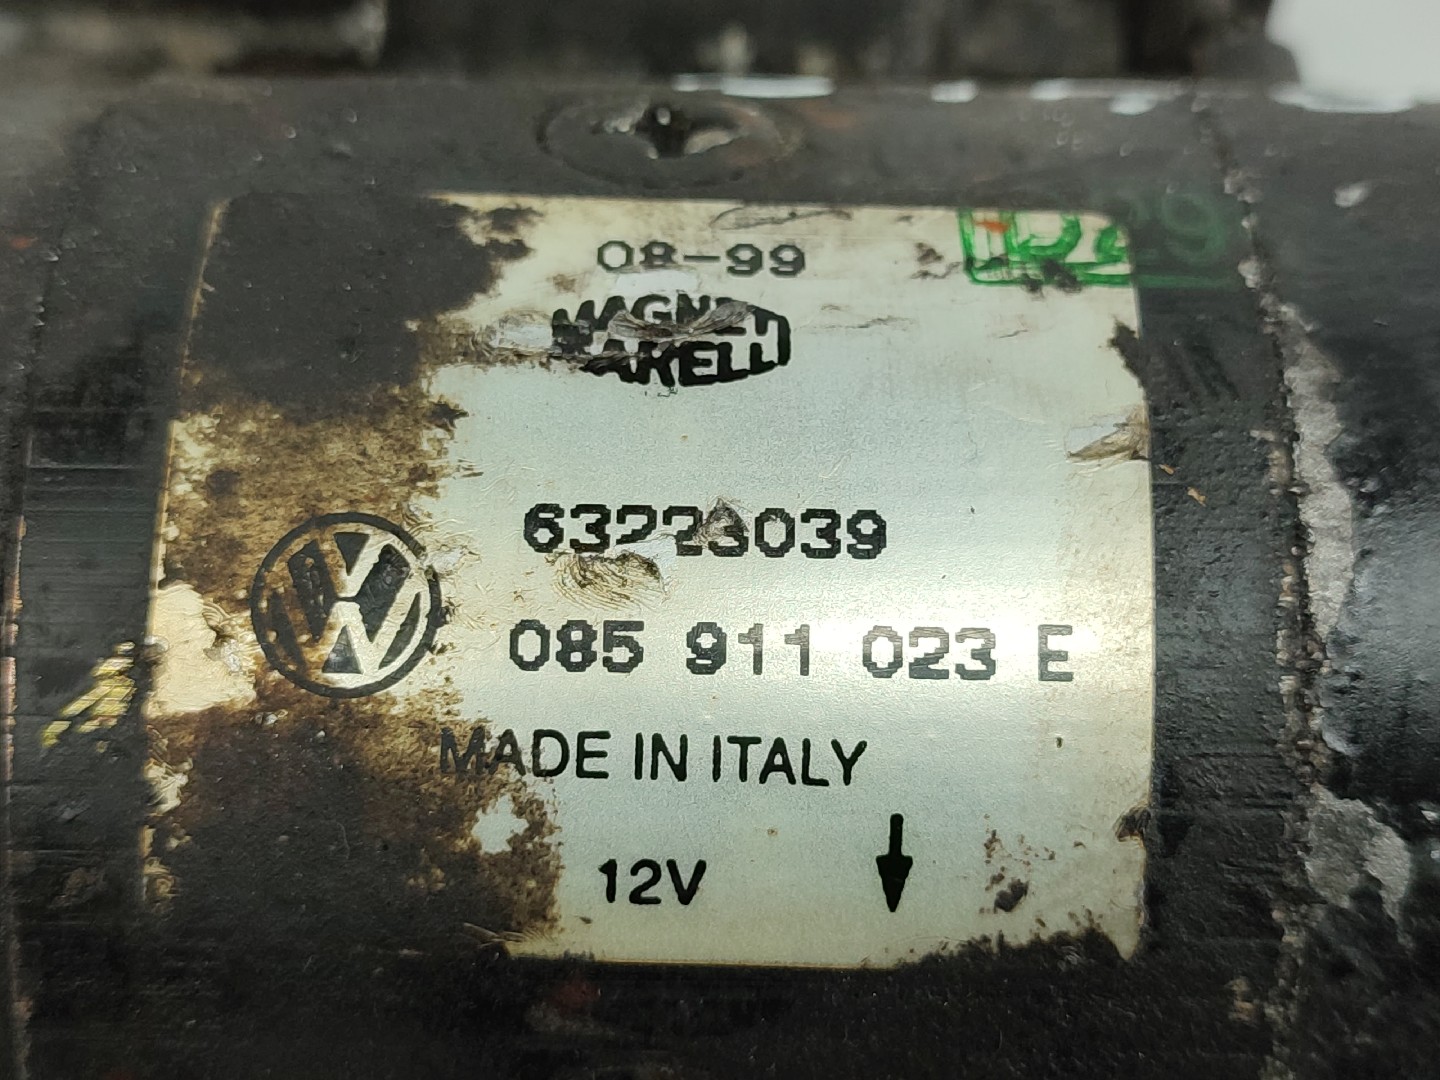 08-99
MAGNETI
MARELLI
63223039
085 911 023 E
MADE IN ITALY
12V